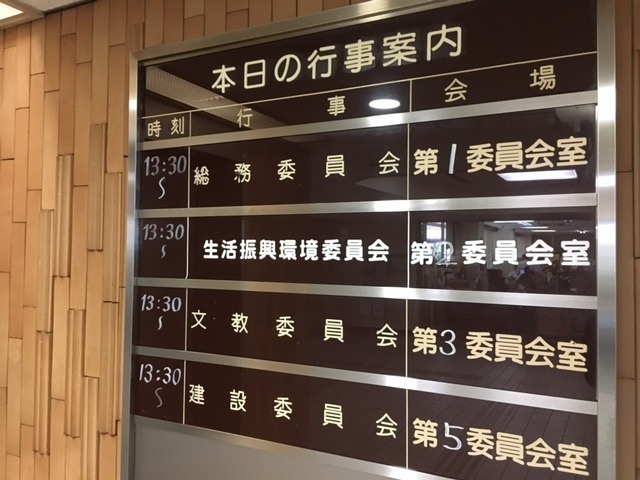 本日の行事案内
時刻 行事 会場
13:30〜 総務委員会 第1委員会室
13:30〜 生活振興環境委員会 第2委員会室
13:30〜 文教委員会 第3委員会室
13:30〜 建設委員会 第5委員会室